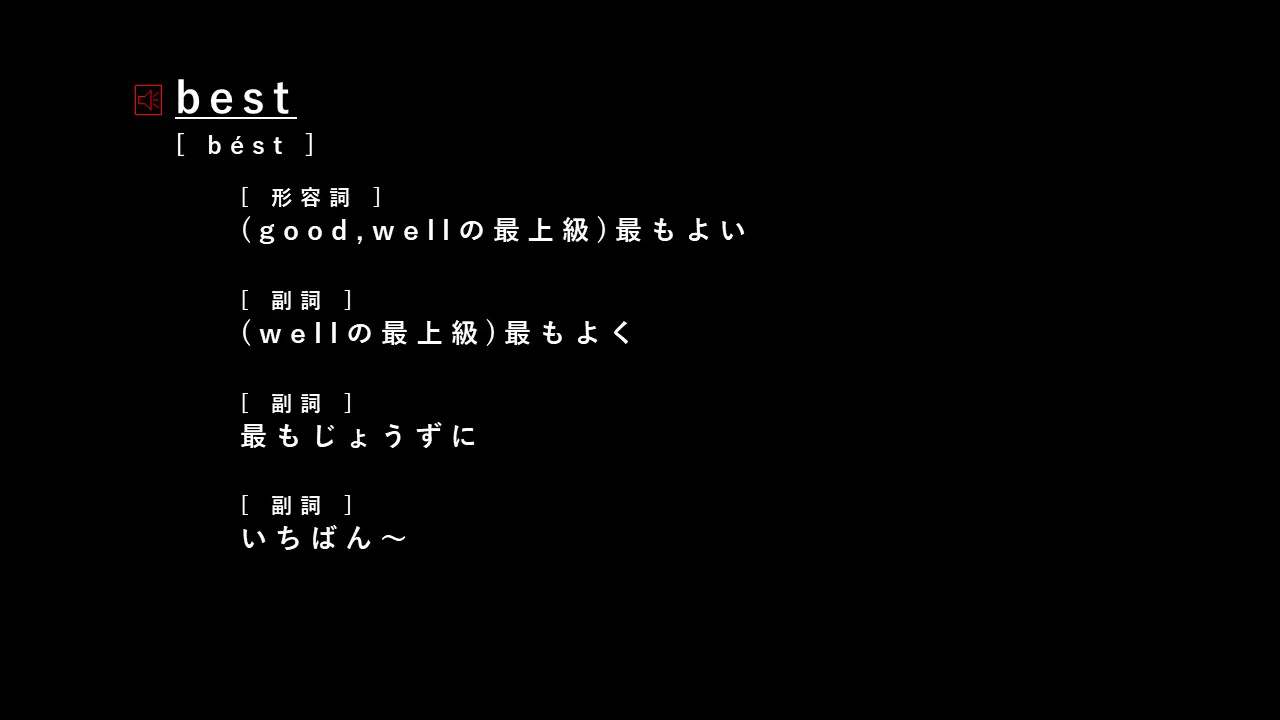 best
[ bést ]
[ 形容詞 ]
(good,wellの最上級)最もよい
[ 副詞 ]
(wellの最上級)最もよく
[ 副詞 ]
最もじょうずに
[ 副詞 ]
いちばん〜